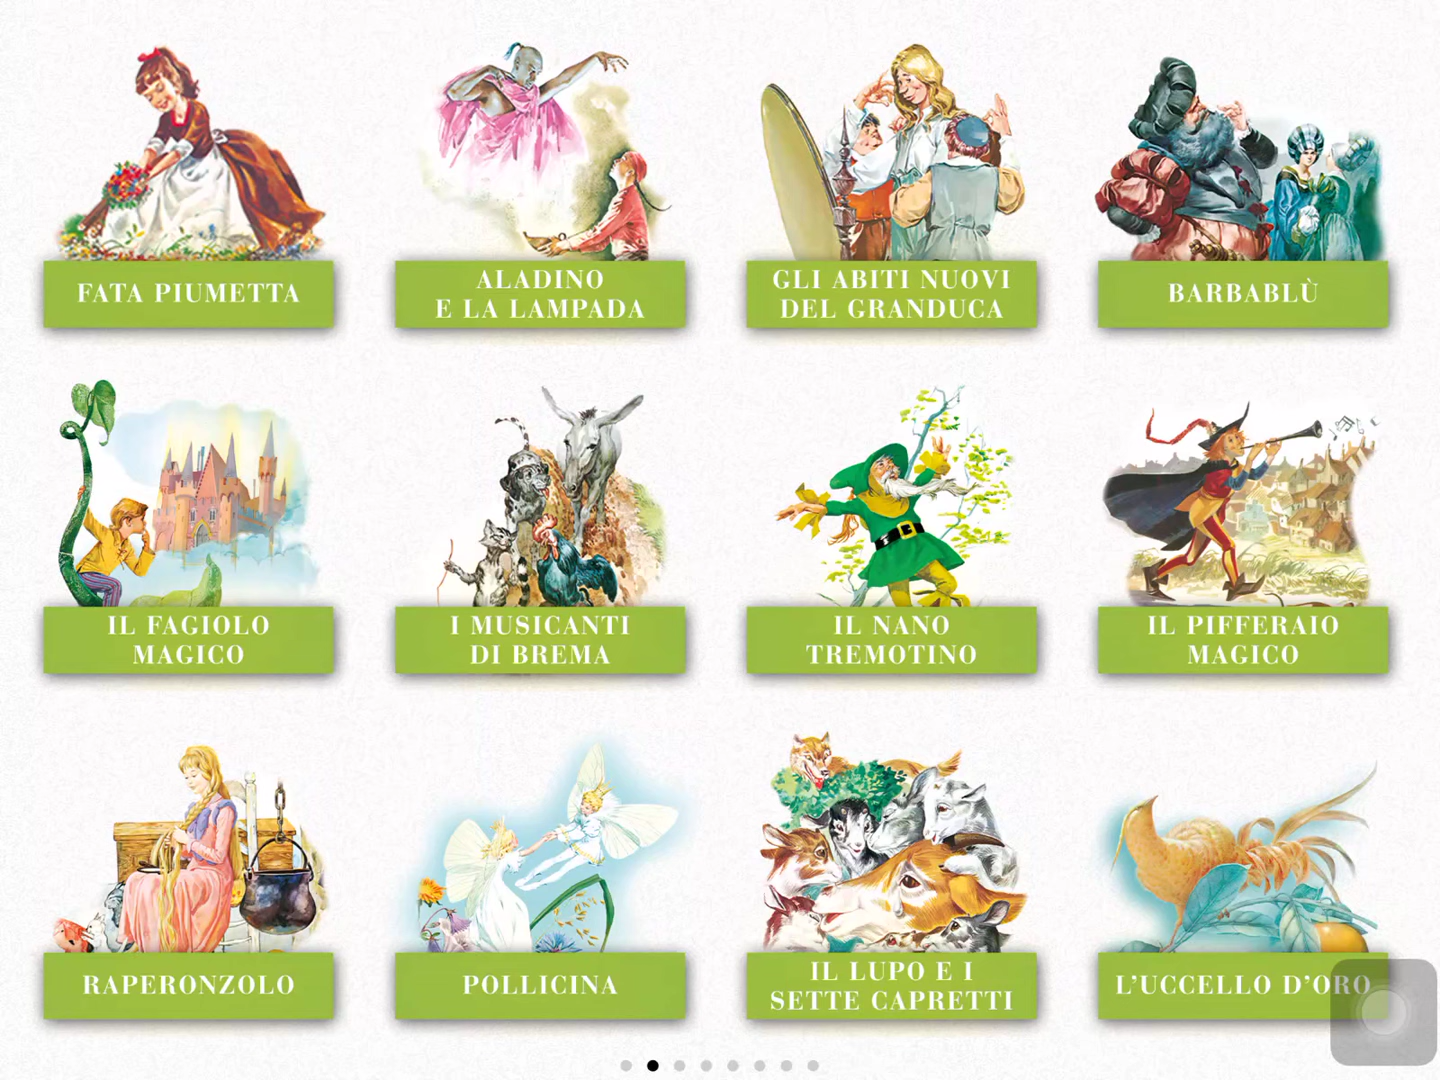 FATA PIUMETTA
ALADINO
E LA LAMPADA
GLI ABITI NUOVI
DEL GRANDUCA
BARBABLÙ
IL FAGIOLO
MAGICO
I MUSICANTI
DI BREMA
IL NANO
TREMOTINO
IL PIFFERAIO
MAGICO
RAPERONZOLO
POLLICINA
IL LUPO E I
SETTE CAPRETTI
L’UCCELLO D’ORO